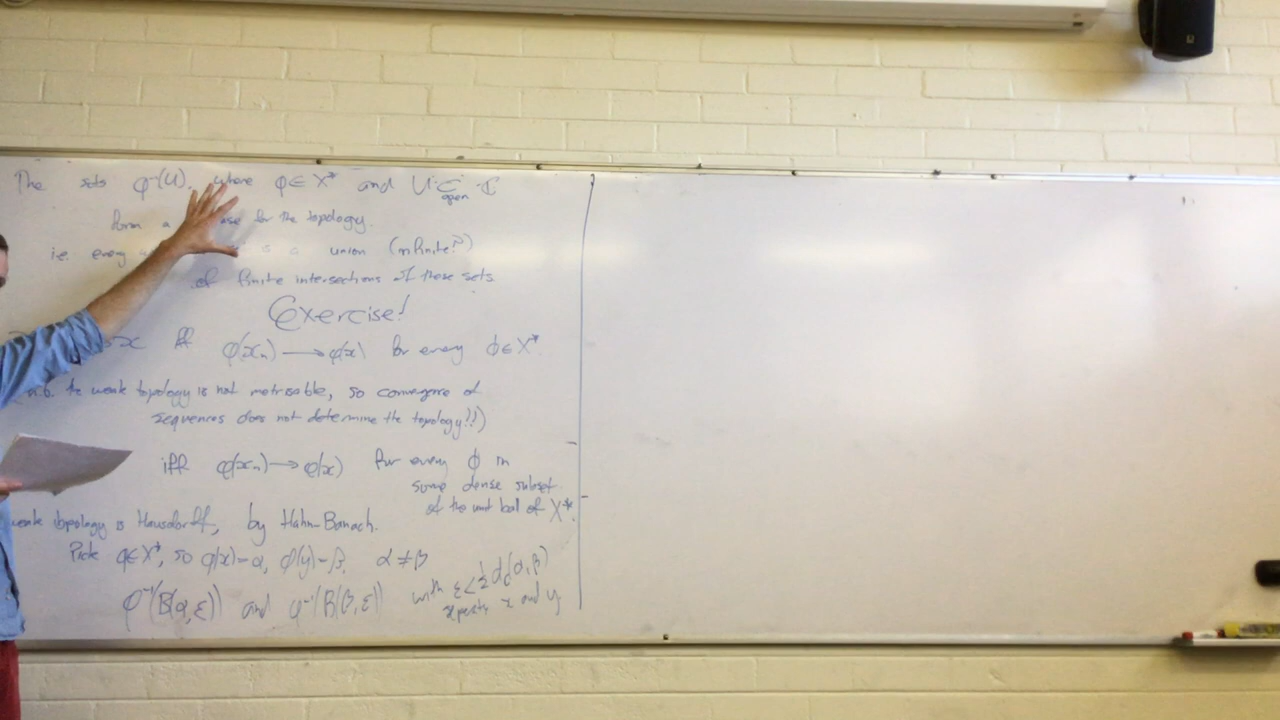 The sets φ⁻¹(U), where ϕ ∈ X* and U ⊂ ℂ
open
form a ase for the topology.
i.e. every is a union (infinite?)
of finite intersections of these sets
Exercise!
x iff φ(xₙ) → φ(x) for every ϕ ∈ X*
n.b. the weak topology is not metrisable, so convergence of
sequences does not determine the topology!!)
iff φ(xₙ) → φ(x) for every ϕ in
some dense subset
of the unit ball of X*.
weak topology is Hausdorff, by Hahn-Banach.
Pick φ ∈ X*, so φ(x) = α, φ(y) = β, α ≠ β
φ⁻¹(B(α, ε)) and φ⁻¹(B(β, ε)) with ε < ½ d_ℂ(α, β)
x and y